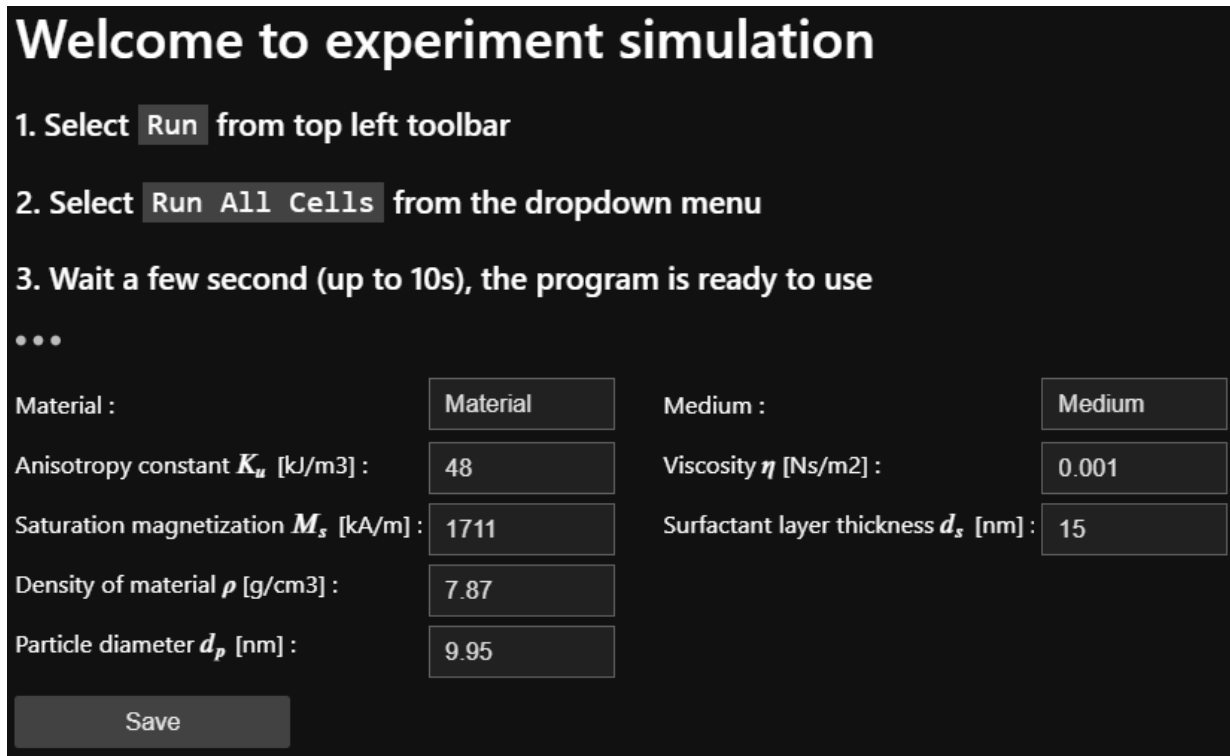 Welcome to experiment simulation
1. Select Run from top left toolbar
2. Select Run All Cells from the dropdown menu
3. Wait a few second (up to 10s), the program is ready to use
Material : Material Medium : Medium
Anisotropy constant Kᵤ [kJ/m3] : 48 Viscosity η [Ns/m2] : 0.001
Saturation magnetization Mₛ [kA/m] : 1711 Surfactant layer thickness dₛ [nm] : 15
Density of material ρ [g/cm3] : 7.87
Particle diameter dₚ [nm] : 9.95
Save